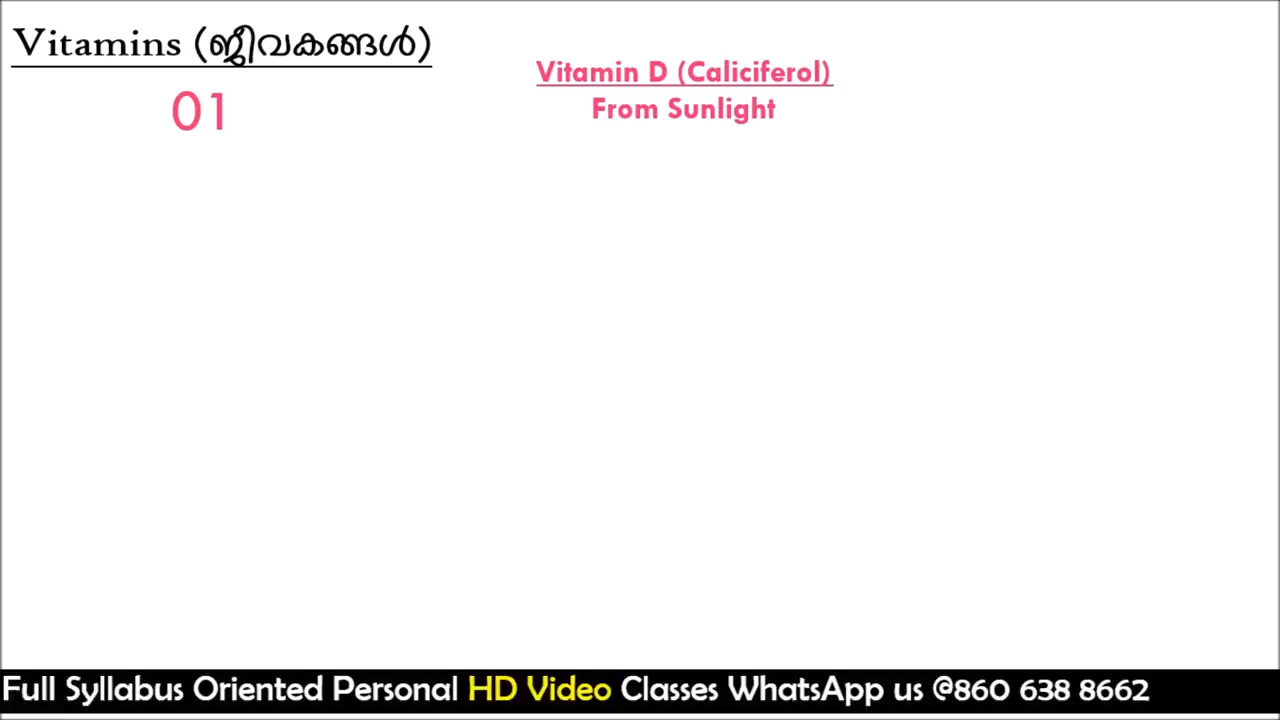 Vitamins (ജീവകങ്ങൾ)
01
Vitamin D (Caliciferol)
From Sunlight
Full Syllabus Oriented Personal HD Video Classes WhatsApp us @860 638 8662